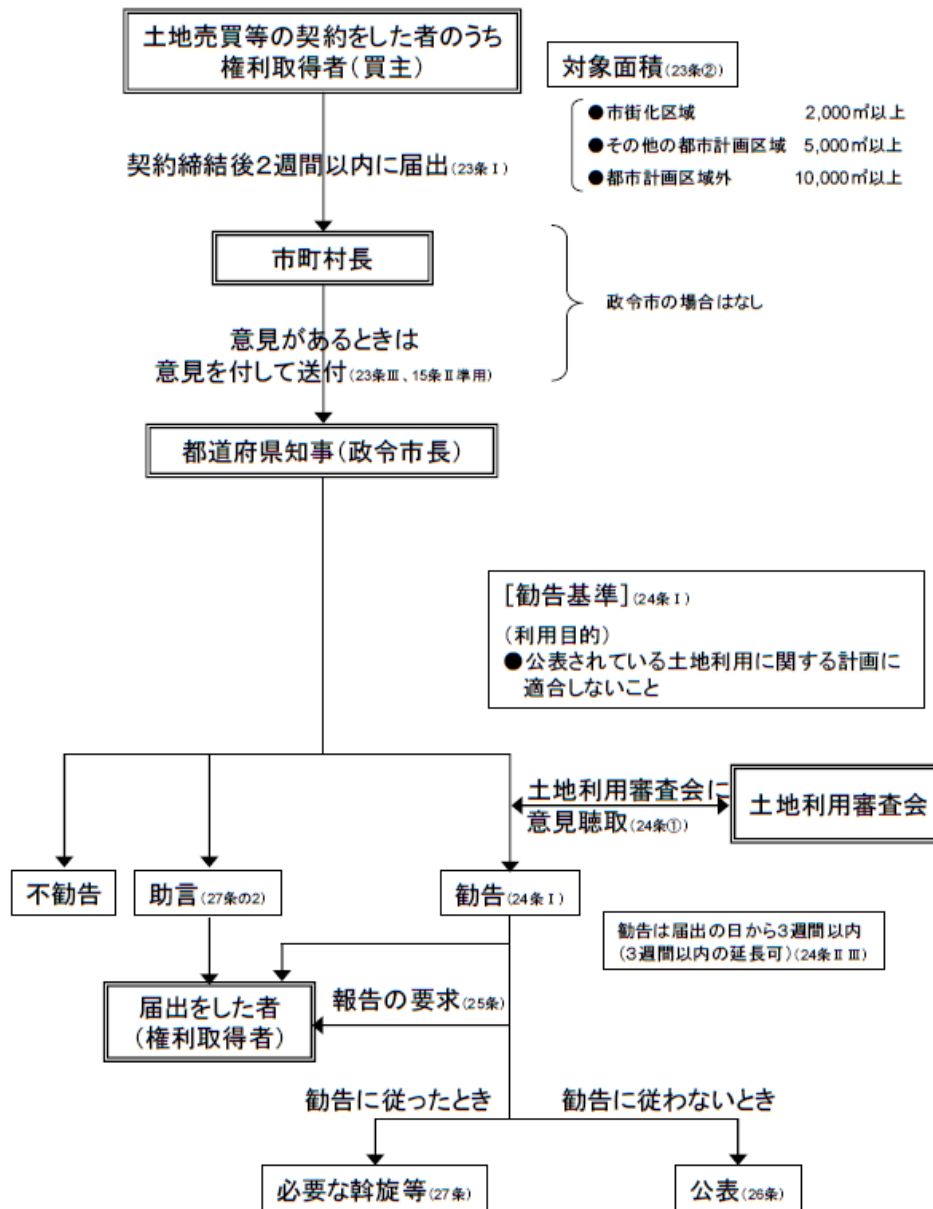 土地売買等の契約をした者のうち
権利取得者(買主)
対象面積(23条②)
●市街化区域 2,000㎡以上
●その他の都市計画区域 5,000㎡以上
●都市計画区域外 10,000㎡以上
契約締結後2週間以内に届出(23条Ⅰ)
市町村長
政令市の場合はなし
意見があるときは
意見を付して送付(23条Ⅲ、15条Ⅱ準用)
都道府県知事(政令市長)
[勧告基準](24条Ⅰ)
(利用目的)
●公表されている土地利用に関する計画に
適合しないこと
土地利用審査会に
意見聴取(24条①)
土地利用審査会
不勧告
助言(27条の2)
勧告(24条Ⅰ)
勧告は届出の日から3週間以内
(3週間以内の延長可)(24条ⅡⅢ)
届出をした者
(権利取得者)
報告の要求(25条)
勧告に従ったとき
勧告に従わないとき
必要な斡旋等(27条)
公表(26条)